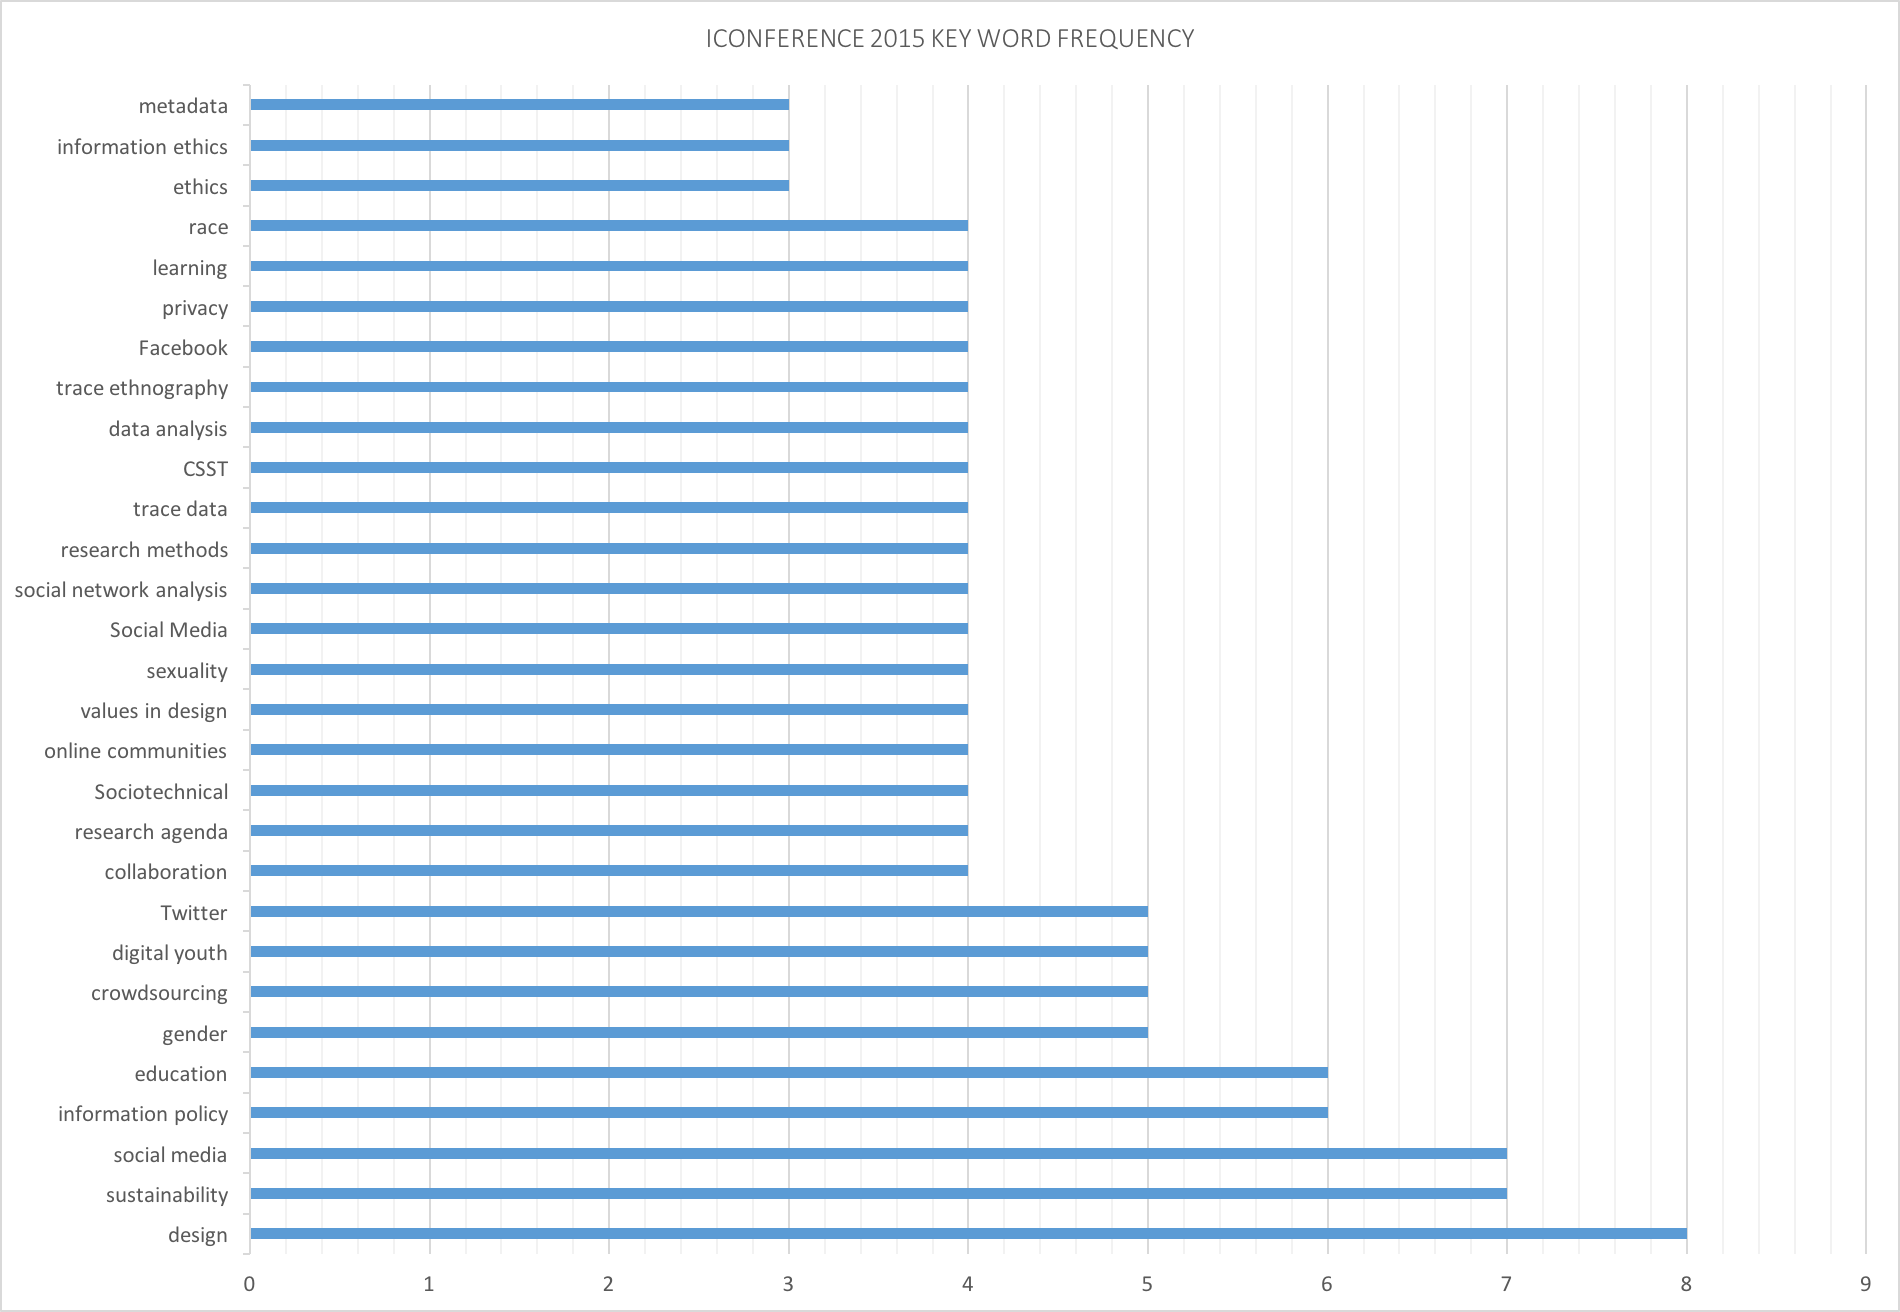 ICONFERENCE 2015 KEY WORD FREQUENCY
metadata
information ethics
ethics
race
learning
privacy
Facebook
trace ethnography
data analysis
CSST
trace data
research methods
social network analysis
Social Media
sexuality
values in design
online communities
Sociotechnical
research agenda
collaboration
Twitter
digital youth
crowdsourcing
gender
education
information policy
social media
sustainability
design
0 1 2 3 4 5 6 7 8 9